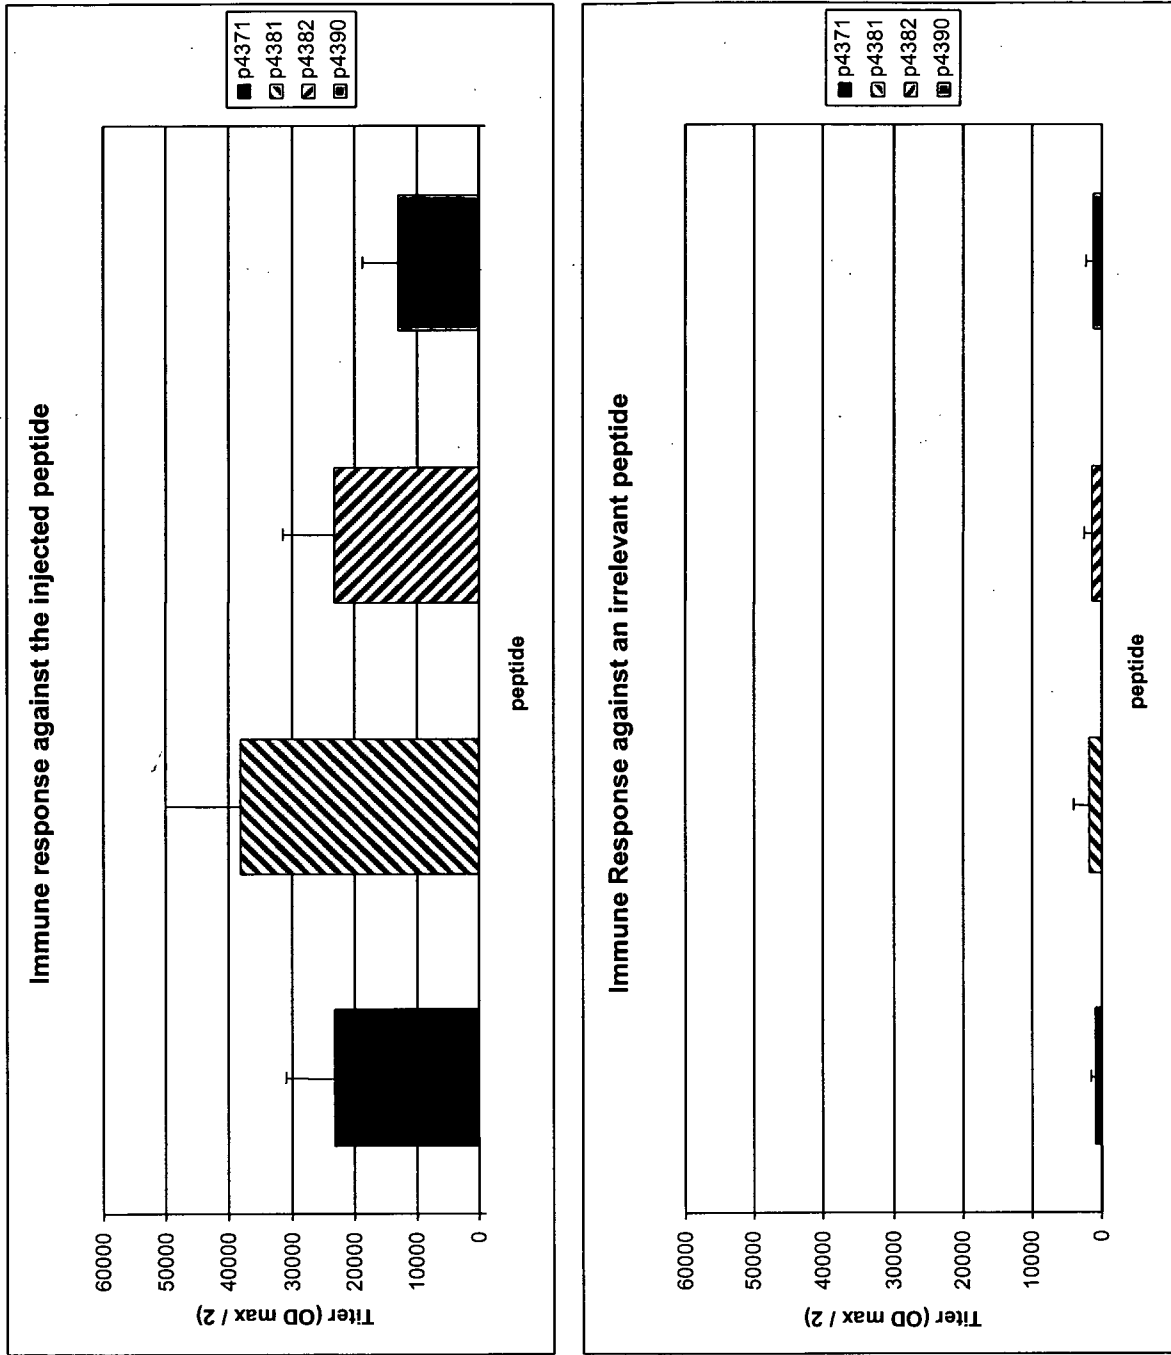 Immune response against the injected peptide
Titer (OD max / 2)
60000
50000
40000
30000
20000
10000
0
peptide
p4371
p4381
p4382
p4390
Immune Response against an irrelevant peptide
Titer (OD max / 2)
60000
50000
40000
30000
20000
10000
0
peptide
p4371
p4381
p4382
p4390